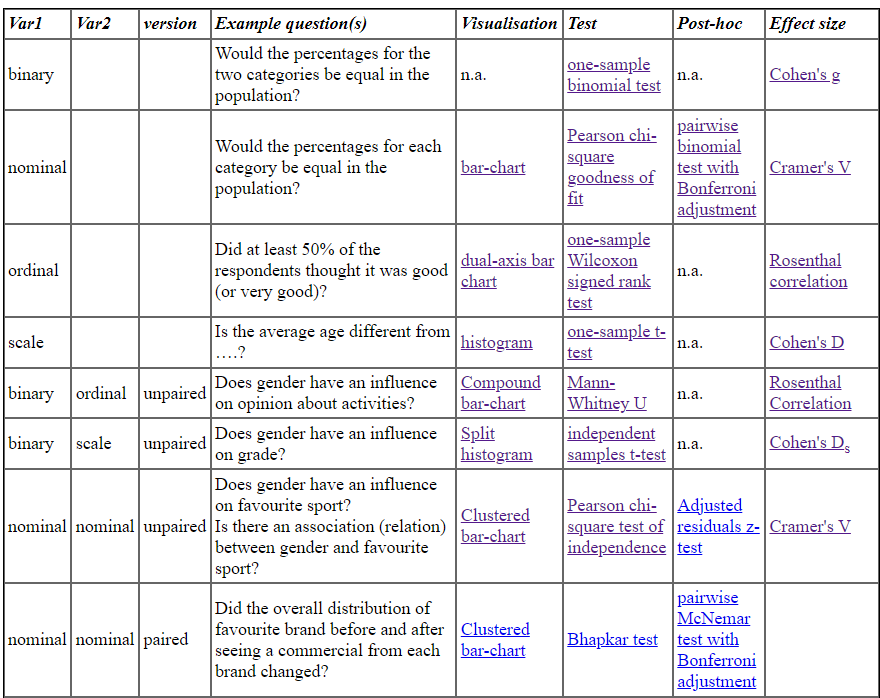 Var1 Var2 version Example question(s) Visualisation Test Post-hoc Effect size
binary
Would the percentages for the
two categories be equal in the
population?
n.a.
one-sample
binomial test
n.a.
Cohen's g
nominal
Would the percentages for each
category be equal in the
population?
bar-chart
Pearson chi-
square
goodness of
fit
pairwise
binomial
test with
Bonferroni
adjustment
Cramer's V
ordinal
Did at least 50% of the
respondents thought it was good
(or very good)?
dual-axis bar
chart
one-sample
Wilcoxon
signed rank
test
n.a.
Rosenthal
correlation
scale
Is the average age different from
….?
histogram
one-sample t-
test
n.a.
Cohen's D
binary
ordinal
unpaired
Does gender have an influence
on opinion about activities?
Compound
bar-chart
Mann-
Whitney U
n.a.
Rosenthal
Correlation
binary
scale
unpaired
Does gender have an influence
on grade?
Split
histogram
independent
samples t-test
n.a.
Cohen's Ds
nominal
nominal
unpaired
Does gender have an influence
on favourite sport?
Is there an association (relation)
between gender and favourite
sport?
Clustered
bar-chart
Pearson chi-
square test of
independence
Adjusted
residuals z-
test
Cramer's V
nominal
nominal
paired
Did the overall distribution of
favourite brand before and after
seeing a commercial from each
brand changed?
Clustered
bar-chart
Bhapkar test
pairwise
McNemar
test with
Bonferroni
adjustment